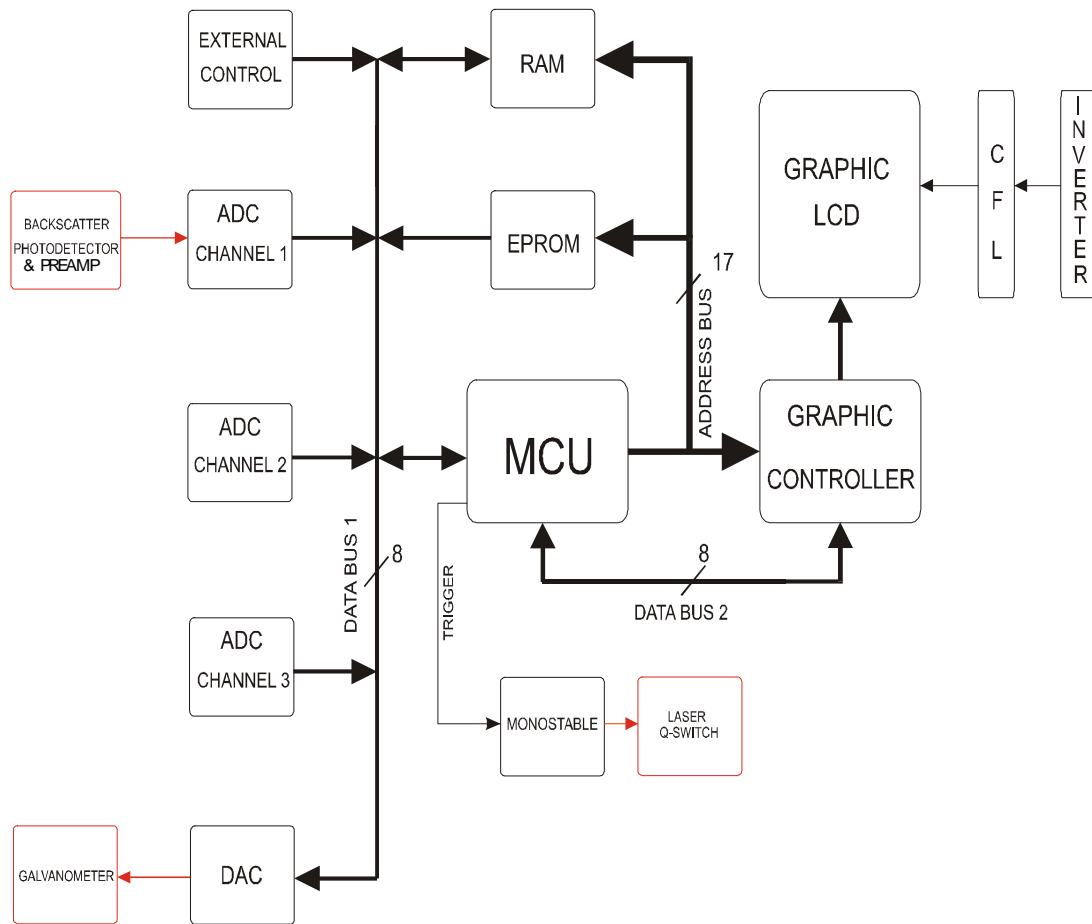 EXTERNAL
CONTROL
RAM
BACKSCATTER
PHOTODETECTOR
& PREAMP
ADC
CHANNEL 1
EPROM
17
ADDRESS BUS
GRAPHIC
LCD
CFL
INVERTER
ADC
CHANNEL 2
MCU
GRAPHIC
CONTROLLER
DATA BUS 1
8
TRIGGER
8
DATA BUS 2
ADC
CHANNEL 3
MONOSTABLE
LASER
Q-SWITCH
GALVANOMETER
DAC